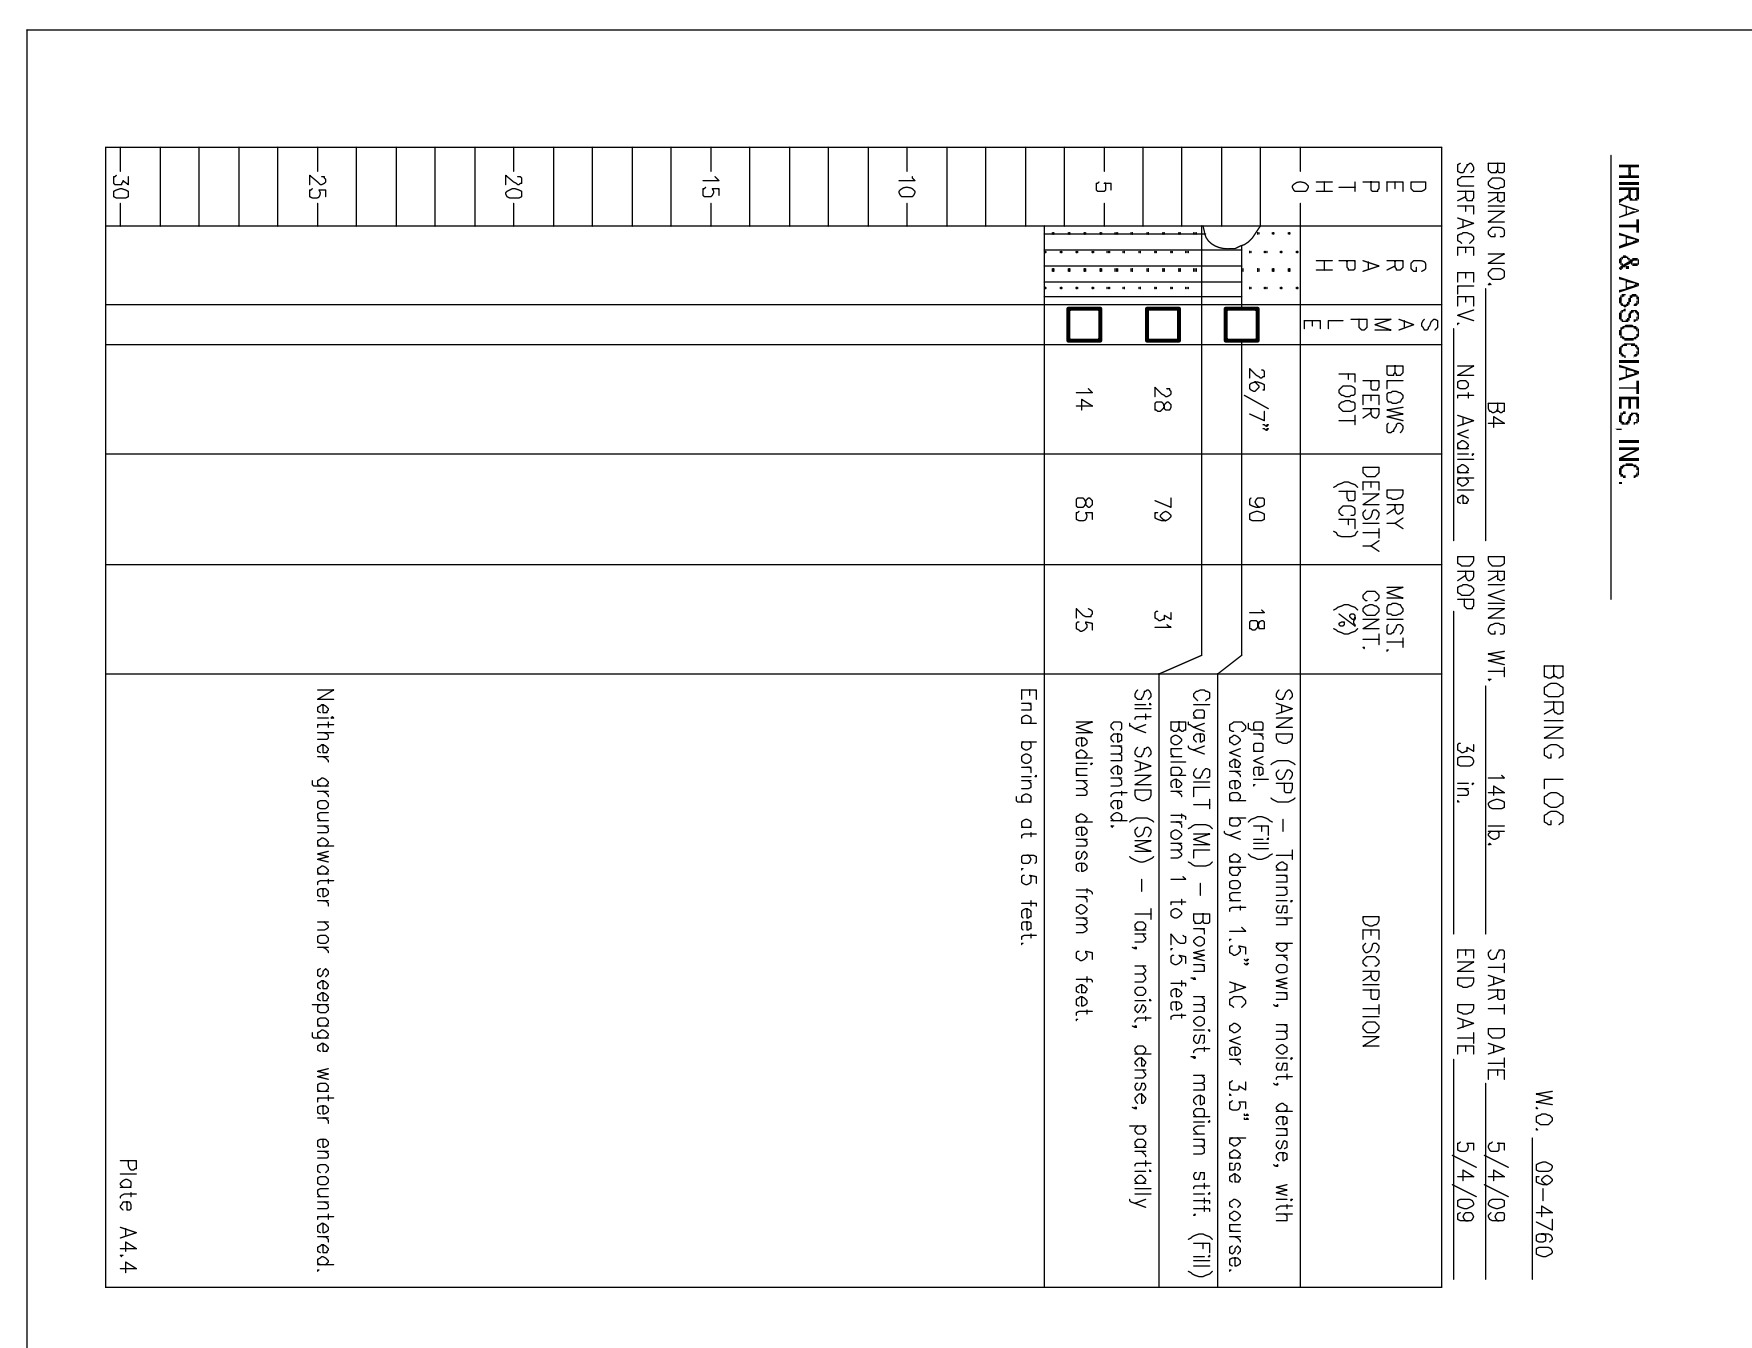 HIRATA & ASSOCIATES, INC.
BORING LOG
W.O. 09-4760
BORING NO. B4 DRIVING WT. 140 lb. START DATE 5/4/09
SURFACE ELEV. Not Available DROP 30 in. END DATE 5/4/09
DEPTH
GRAPH
SAMPLE
BLOWS
PER
FOOT
DRY
DENSITY
(PCF)
MOIST.
CONT.
(%)
DESCRIPTION
0
SAND (SP) – Tannish brown, moist, dense, with
gravel. (Fill)
26/7" 90 18
Covered by about 1.5" AC over 3.5" base course.
Clayey SILT (ML) – Brown, moist, medium stiff. (Fill)
Boulder from 1 to 2.5 feet
28 79 31
Silty SAND (SM) – Tan, moist, dense, partially
cemented.
5
14 85 25
Medium dense from 5 feet.
End boring at 6.5 feet.
10
15
20
25
Neither groundwater nor seepage water encountered.
30
Plate A4.4